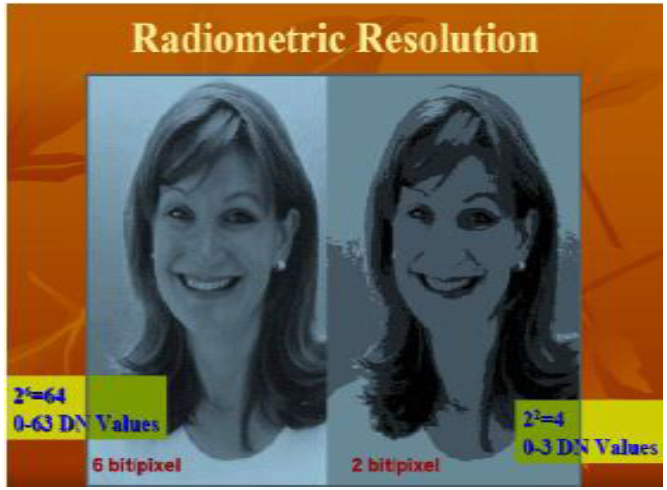 Radiometric Resolution
2⁶=64
0-63 DN Values
6 bit/pixel
2 bit/pixel
2²=4
0-3 DN Values